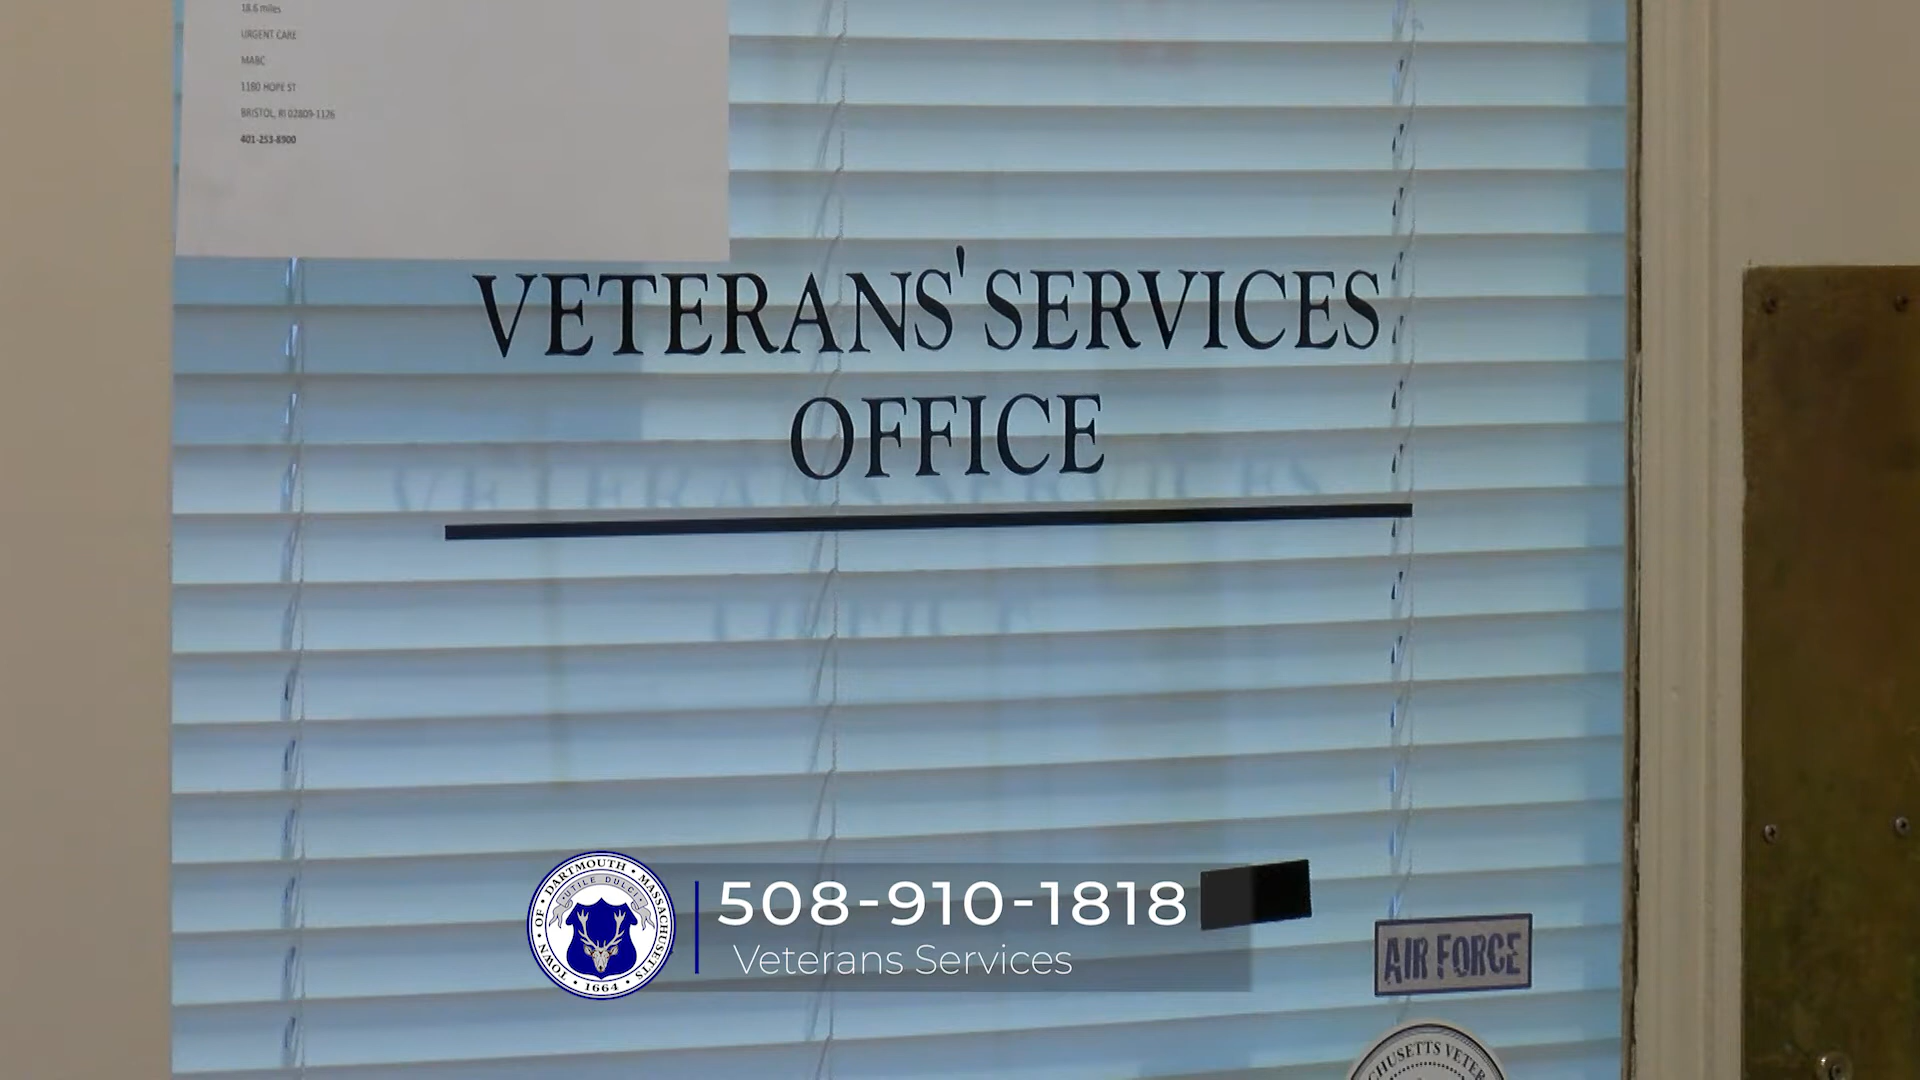 18.6 miles
URGENT CARE
MABC
1180 HOPE ST
BRISTOL, RI 02809-1126
401-253-8900
VETERANS' SERVICES
OFFICE
TOWN • OF • DARTMOUTH • MASSACHUSETTS
UTILE DULCI
1664
508-910-1818
Veterans Services
AIR FORCE